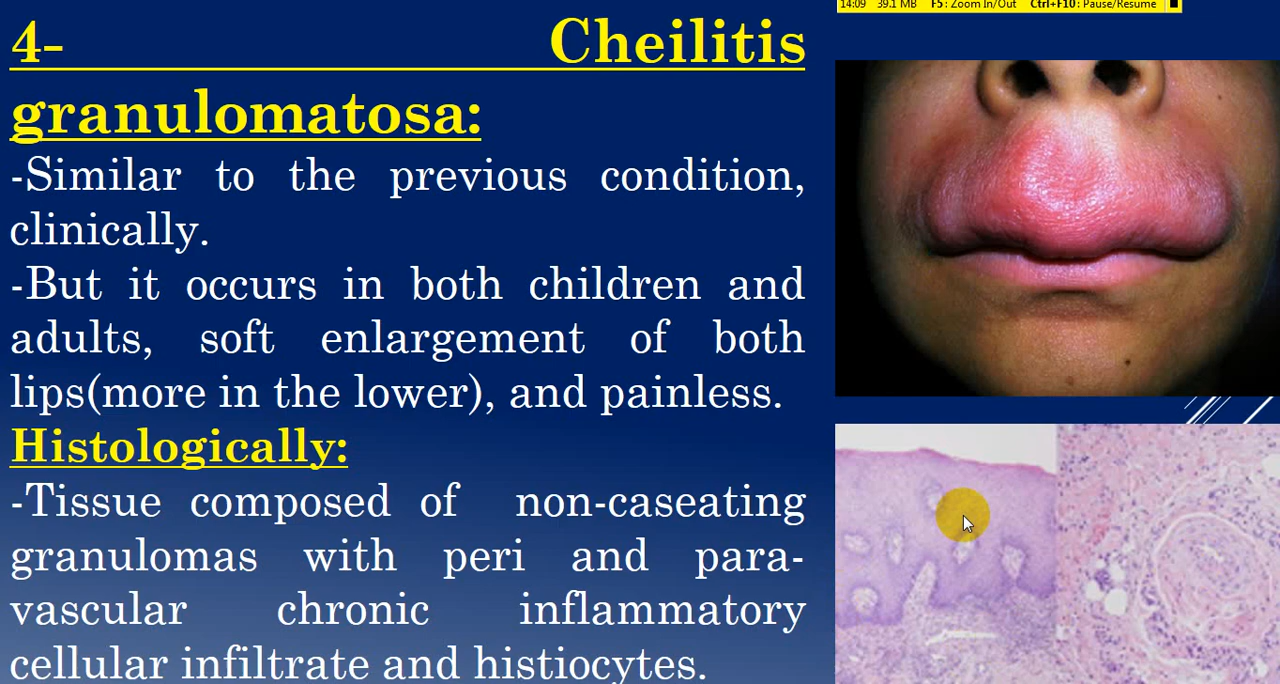 14:09 39.1 MB F5: Zoom In/Out Ctrl+F10: Pause/Resume
4- Cheilitis
granulomatosa:
-Similar to the previous condition,
clinically.
-But it occurs in both children and
adults, soft enlargement of both
lips(more in the lower), and painless.
Histologically:
-Tissue composed of non-caseating
granulomas with peri and para-
vascular chronic inflammatory
cellular infiltrate and histiocytes.